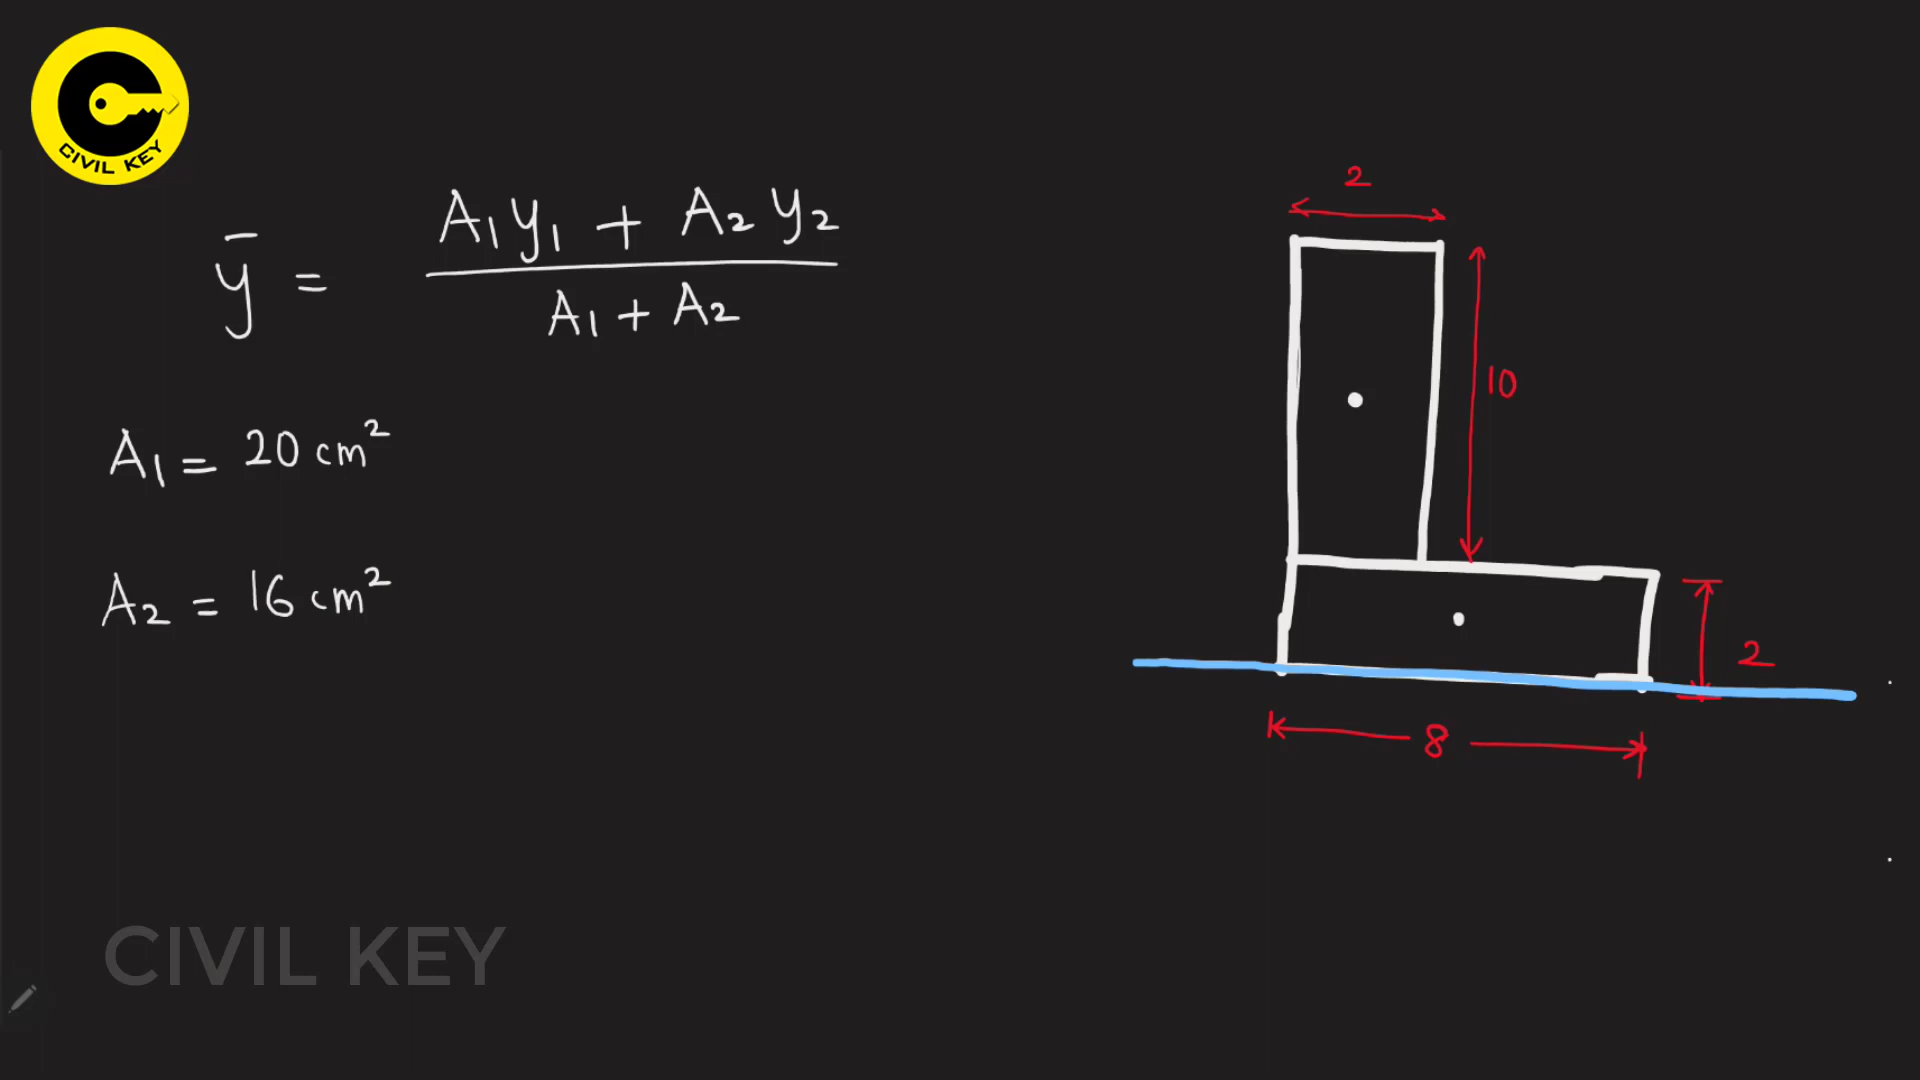 CIVIL KEY
ȳ = A₁y₁ + A₂y₂ / A₁ + A₂
A₁ = 20 cm²
A₂ = 16 cm²
2
10
2
8
CIVIL KEY